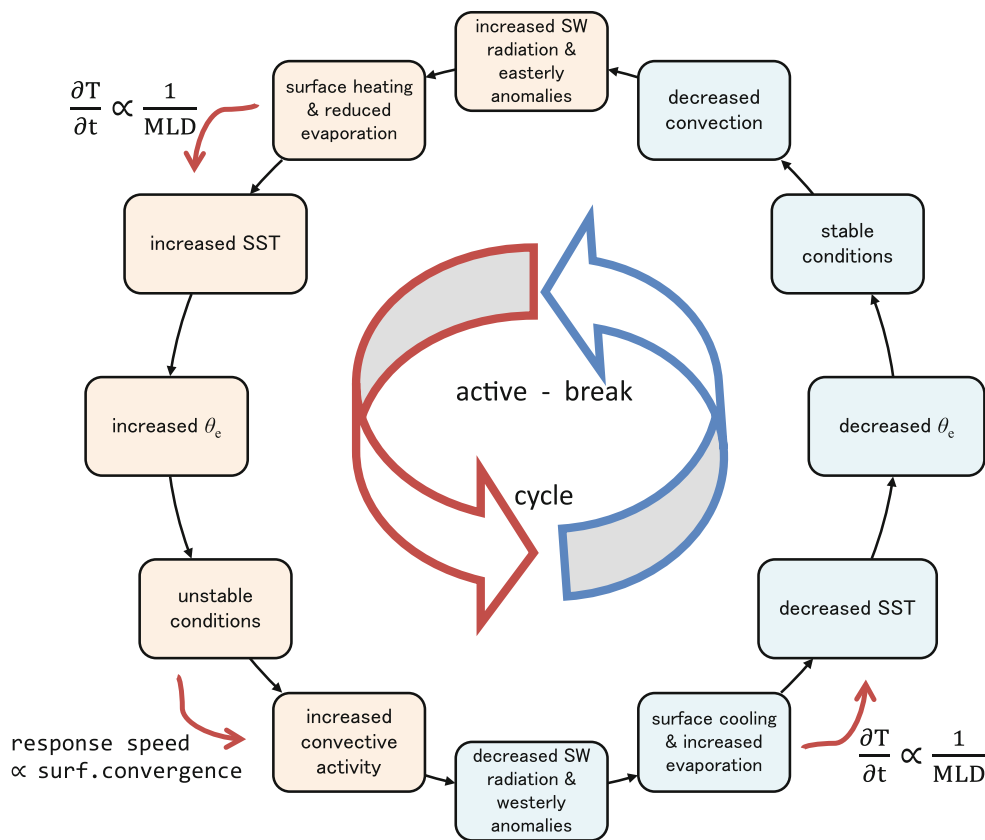 increased SW
radiation &
easterly
anomalies
surface heating
& reduced
evaporation
∂T/∂t ∝ 1/MLD
increased SST
increased θe
unstable
conditions
response speed
∝ surf.convergence
increased
convective
activity
decreased SW
radiation &
westerly
anomalies
surface cooling
& increased
evaporation
∂T/∂t ∝ 1/MLD
decreased SST
decreased θe
stable
conditions
decreased
convection
active - break
cycle